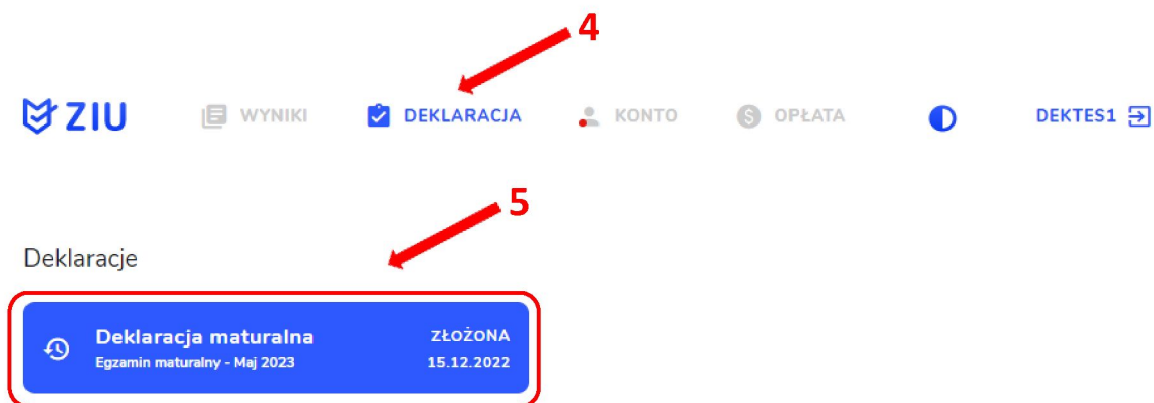 4
ZIU WYNIKI DEKLARACJA KONTO OPŁATA DEKTES1
5
Deklaracje
Deklaracja maturalna ZŁOŻONA
Egzamin maturalny - Maj 2023 15.12.2022